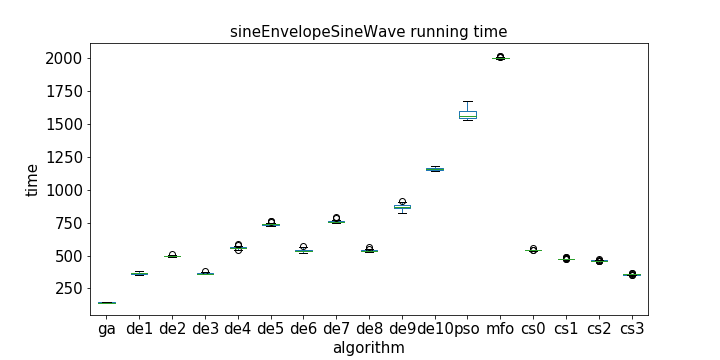 sineEnvelopeSineWave running time
2000
1750
1500
1250
1000
750
500
250
time
ga de1 de2 de3 de4 de5 de6 de7 de8 de9 de10 pso mfo cs0 cs1 cs2 cs3
algorithm